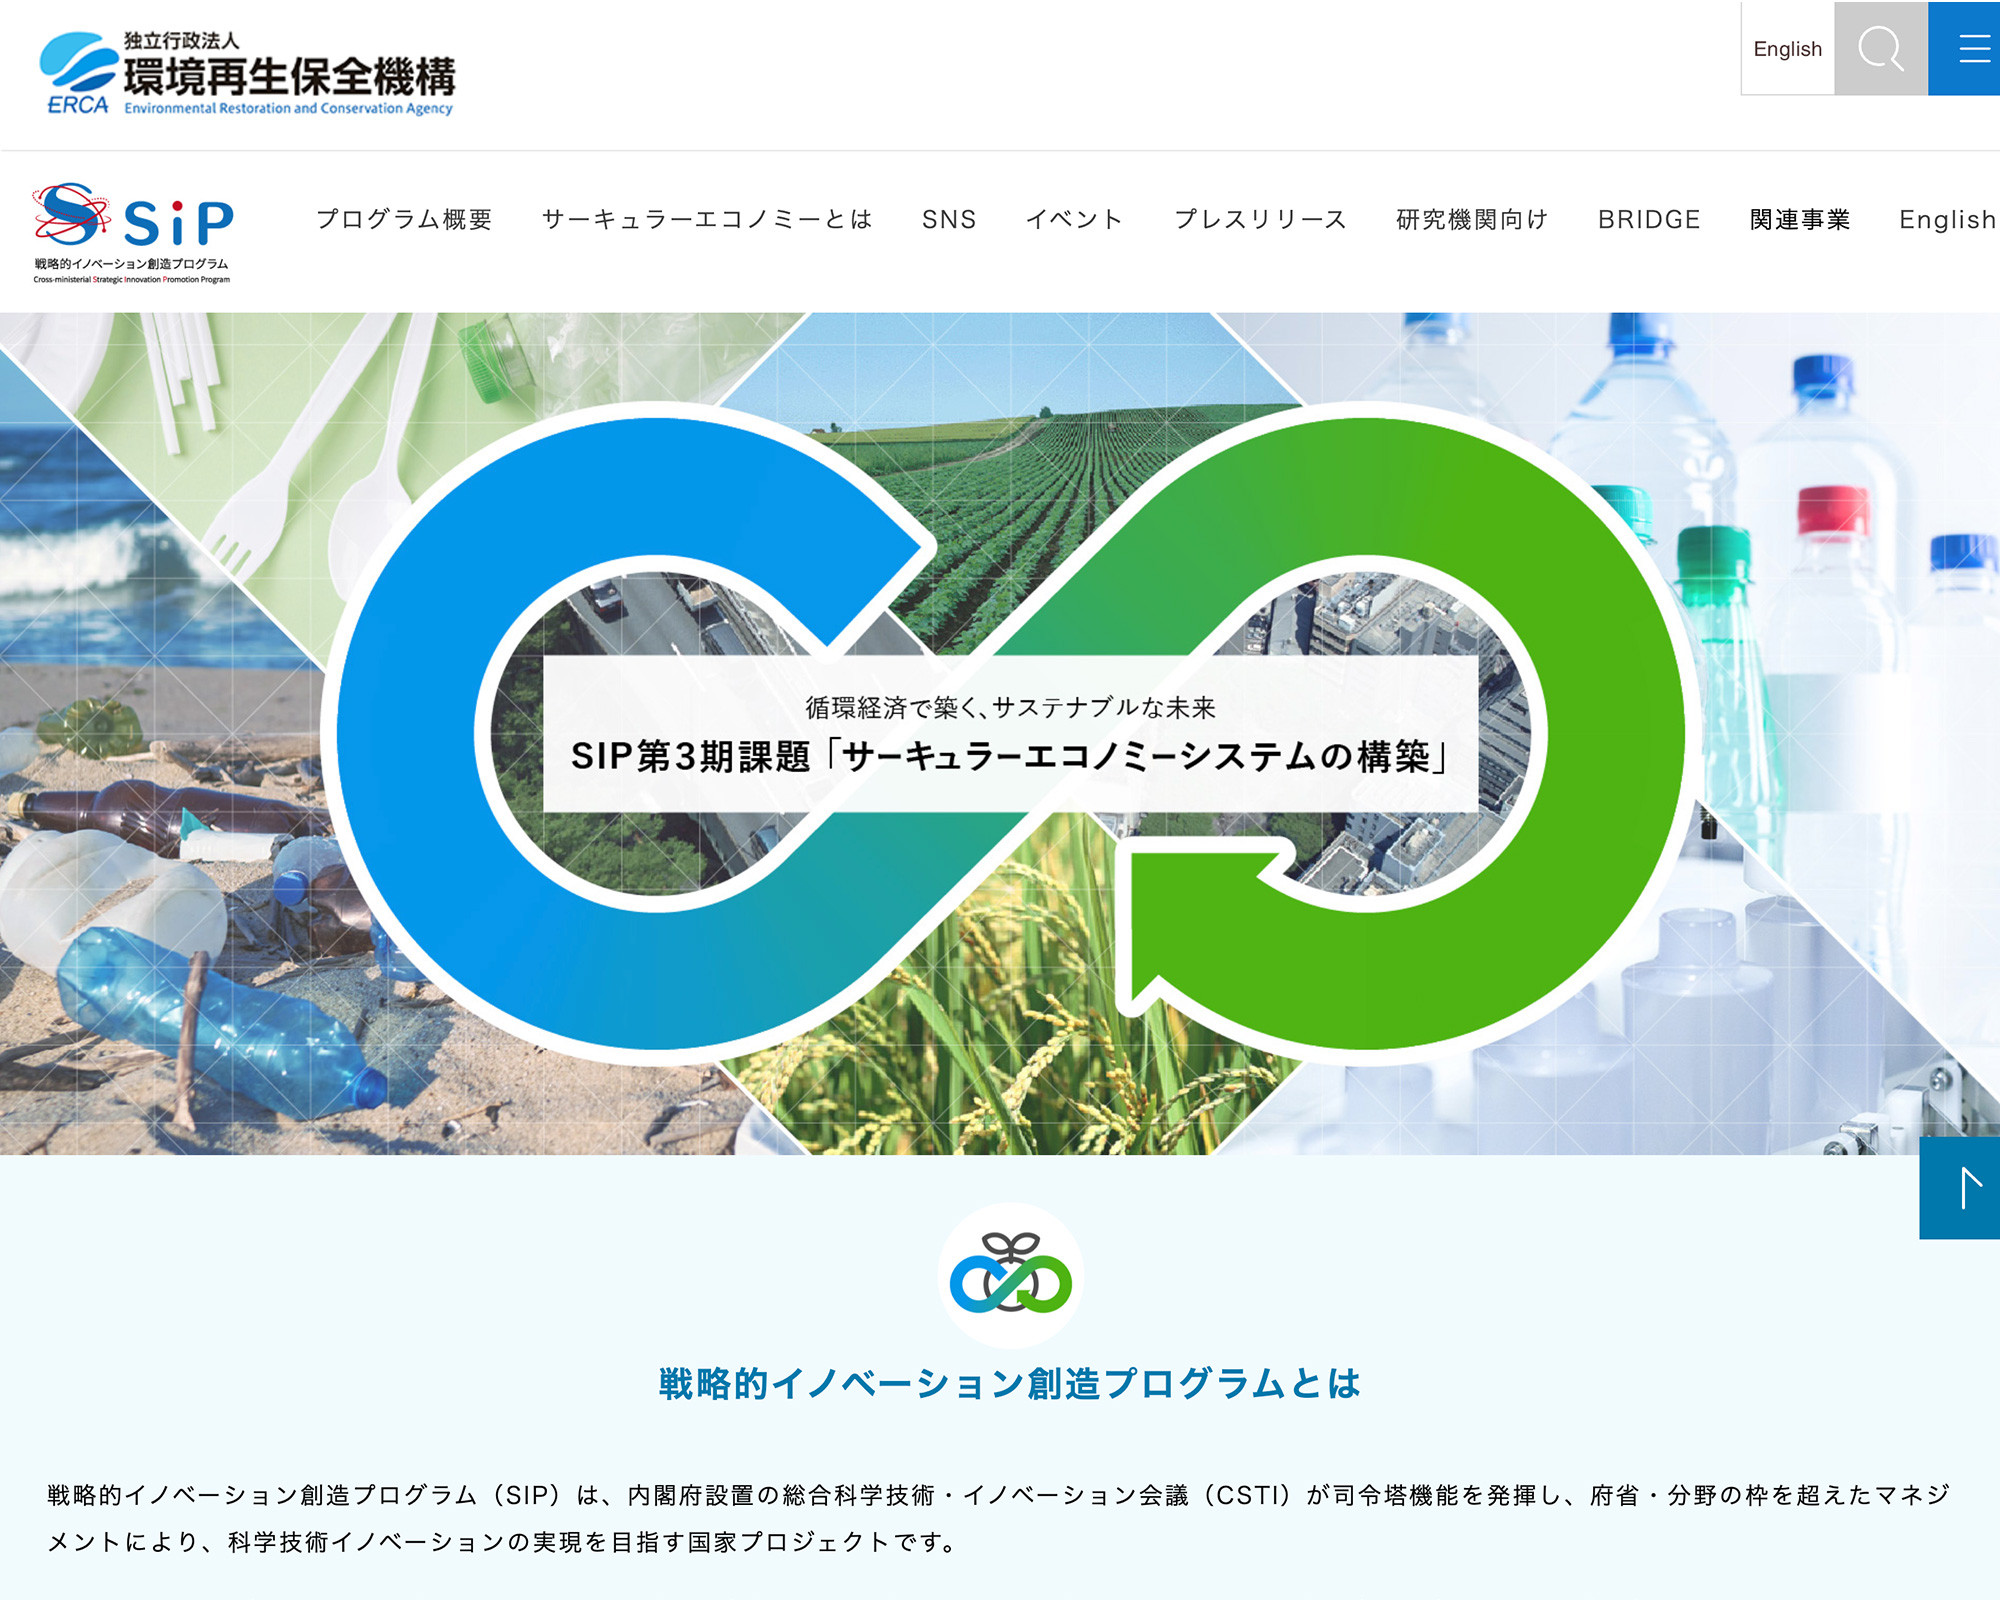 独立行政法人
環境再生保全機構
ERCA
Environmental Restoration and Conservation Agency
English
SiP
戦略的イノベーション創造プログラム
Cross-ministerial Strategic Innovation Promotion Program
プログラム概要 サーキュラーエコノミーとは SNS イベント プレスリリース 研究機関向け BRIDGE 関連事業 English
循環経済で築く、サステナブルな未来
SIP第3期課題「サーキュラーエコノミーシステムの構築」
戦略的イノベーション創造プログラムとは
戦略的イノベーション創造プログラム（SIP）は、内閣府設置の総合科学技術・イノベーション会議（CSTI）が司令塔機能を発揮し、府省・分野の枠を超えたマネジ
メントにより、科学技術イノベーションの実現を目指す国家プロジェクトです。